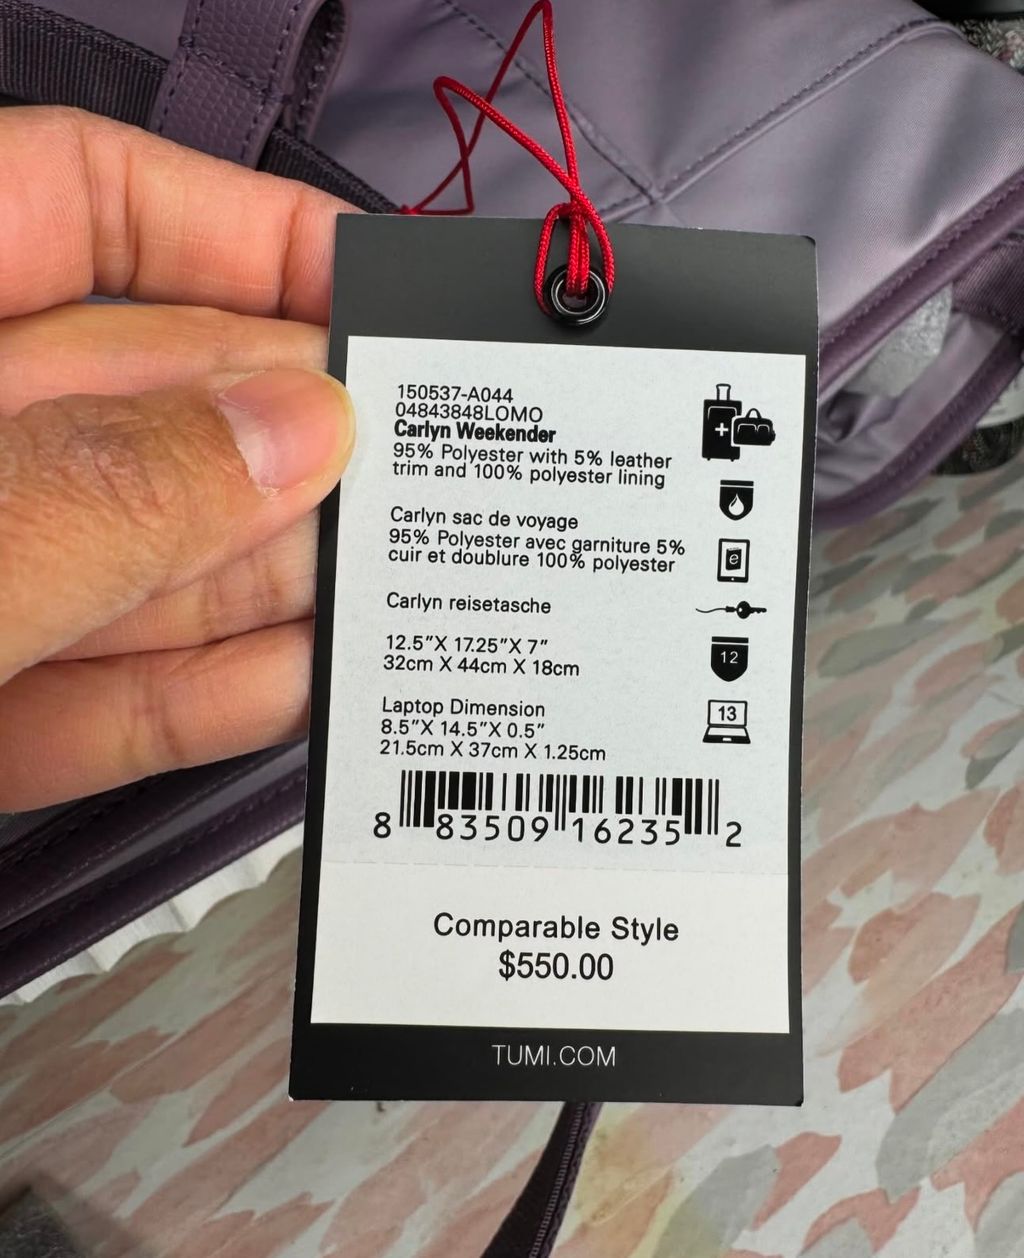 150537-A044
04843848LOMO
Carlyn Weekender
95% Polyester with 5% leather
trim and 100% polyester lining
Carlyn sac de voyage
95% Polyester avec garniture 5%
cuir et doublure 100% polyester
Carlyn reisetasche
12.5"X 17.25"X 7"
32cm X 44cm X 18cm
Laptop Dimension
8.5"X 14.5"X 0.5"
21.5cm X 37cm X 1.25cm
+
e
12
13
8 83509 16235 2
Comparable Style
$550.00
TUMI.COM